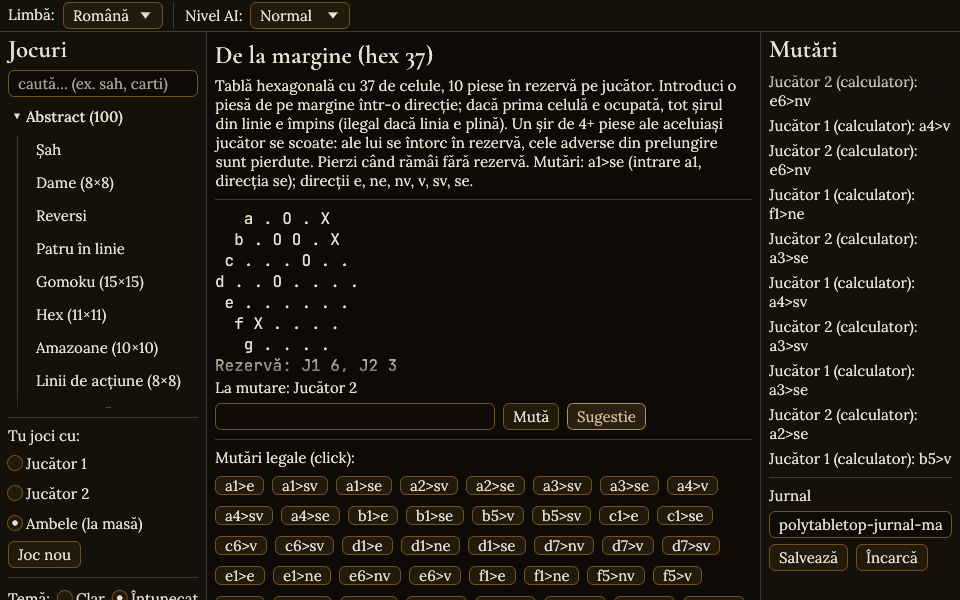 Limbă: Română ▼ Nivel AI: Normal ▼
Jocuri
caută... (ex. sah, carti)
▾ Abstract (100)
Șah
Dame (8×8)
Reversi
Patru în linie
Gomoku (15×15)
Hex (11×11)
Amazoane (10×10)
Linii de acțiune (8×8)
Tu joci cu:
Jucător 1
Jucător 2
Ambele (la masă)
Joc nou
Temă: Clar Întunecat
De la margine (hex 37)
Tablă hexagonală cu 37 de celule, 10 piese în rezervă pe jucător. Introduci o
piesă de pe margine într-o direcție; dacă prima celulă e ocupată, tot șirul
din linie e împins (ilegal dacă linia e plină). Un șir de 4+ piese ale aceluiași
jucător se scoate: ale lui se întorc în rezervă, cele adverse din prelungire
sunt pierdute. Pierzi când rămâi fără rezervă. Mutări: a1>se (intrare a1,
direcția se); direcții e, ne, nv, v, sv, se.
a . O . X
b . O O . X
c . . . O . .
d . . O . . . .
e . . . . . .
f X . . . .
g . . . .
Rezervă: J1 6, J2 3
La mutare: Jucător 2
Mută Sugestie
Mutări legale (click):
a1>e a1>sv a1>se a2>sv a2>se a3>sv a3>se a4>v
a4>sv a4>se b1>e b1>se b5>v b5>sv c1>e c1>se
c6>v c6>sv d1>e d1>ne d1>se d7>nv d7>v d7>sv
e1>e e1>ne e6>nv e6>v f1>e f1>ne f5>nv f5>v
Mutări
Jucător 2 (calculator):
e6>nv
Jucător 1 (calculator): a4>v
Jucător 2 (calculator):
e6>nv
Jucător 1 (calculator):
f1>ne
Jucător 2 (calculator):
a3>se
Jucător 1 (calculator):
a4>sv
Jucător 2 (calculator):
a3>sv
Jucător 1 (calculator):
a3>se
Jucător 2 (calculator):
a2>se
Jucător 1 (calculator): b5>v
Jurnal
polytabletop-jurnal-ma
Salvează Încarcă